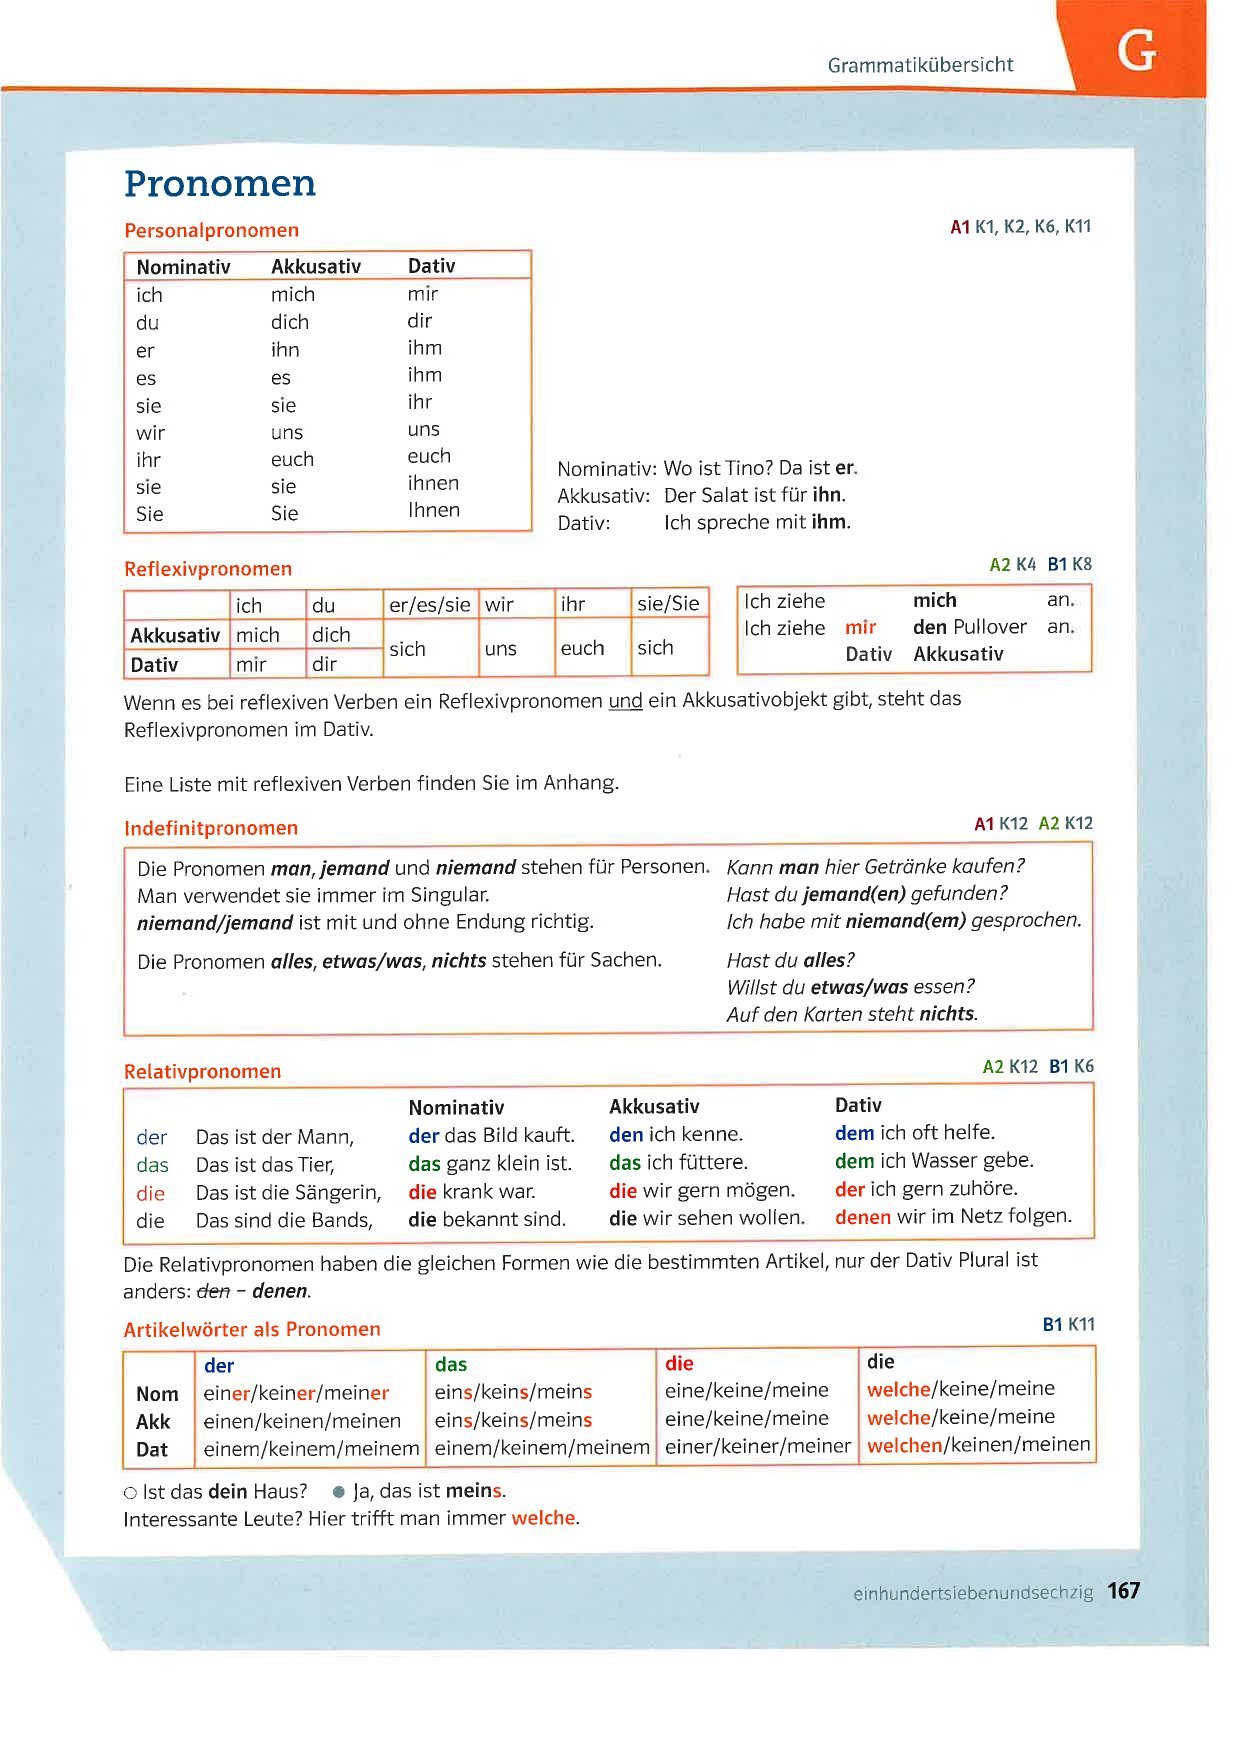 Grammatikübersicht
G
Pronomen
Personalpronomen A1 K1, K2, K6, K11
Nominativ Akkusativ Dativ
ich mich mir
du dich dir
er ihn ihm
es es ihm
sie sie ihr
wir uns uns
ihr euch euch
sie sie ihnen
Sie Sie Ihnen
Nominativ: Wo ist Tino? Da ist er.
Akkusativ: Der Salat ist für ihn.
Dativ: Ich spreche mit ihm.
Reflexivpronomen A2 K4 B1 K8
ich du er/es/sie wir ihr sie/Sie
Akkusativ mich dich sich uns euch sich
Dativ mir dir
Ich ziehe mich an.
Ich ziehe mir den Pullover an.
Dativ Akkusativ
Wenn es bei reflexiven Verben ein Reflexivpronomen und ein Akkusativobjekt gibt, steht das
Reflexivpronomen im Dativ.
Eine Liste mit reflexiven Verben finden Sie im Anhang.
Indefinitpronomen A1 K12 A2 K12
Die Pronomen man, jemand und niemand stehen für Personen. Kann man hier Getränke kaufen?
Man verwendet sie immer im Singular. Hast du jemand(en) gefunden?
niemand/jemand ist mit und ohne Endung richtig. Ich habe mit niemand(em) gesprochen.
Die Pronomen alles, etwas/was, nichts stehen für Sachen. Hast du alles?
Willst du etwas/was essen?
Auf den Karten steht nichts.
Relativpronomen A2 K12 B1 K6
Nominativ Akkusativ Dativ
der Das ist der Mann, der das Bild kauft. den ich kenne. dem ich oft helfe.
das Das ist das Tier, das ganz klein ist. das ich füttere. dem ich Wasser gebe.
die Das ist die Sängerin, die krank war. die wir gern mögen. der ich gern zuhöre.
die Das sind die Bands, die bekannt sind. die wir sehen wollen. denen wir im Netz folgen.
Die Relativpronomen haben die gleichen Formen wie die bestimmten Artikel, nur der Dativ Plural ist
anders: den – denen.
Artikelwörter als Pronomen B1 K11
der das die die
Nom einer/keiner/meiner eins/keins/meins eine/keine/meine welche/keine/meine
Akk einen/keinen/meinen eins/keins/meins eine/keine/meine welche/keine/meine
Dat einem/keinem/meinem einem/keinem/meinem einer/keiner/meiner welchen/keinen/meinen
○ Ist das dein Haus? ● Ja, das ist meins.
Interessante Leute? Hier trifft man immer welche.
einhundertsiebenundsechzig 167